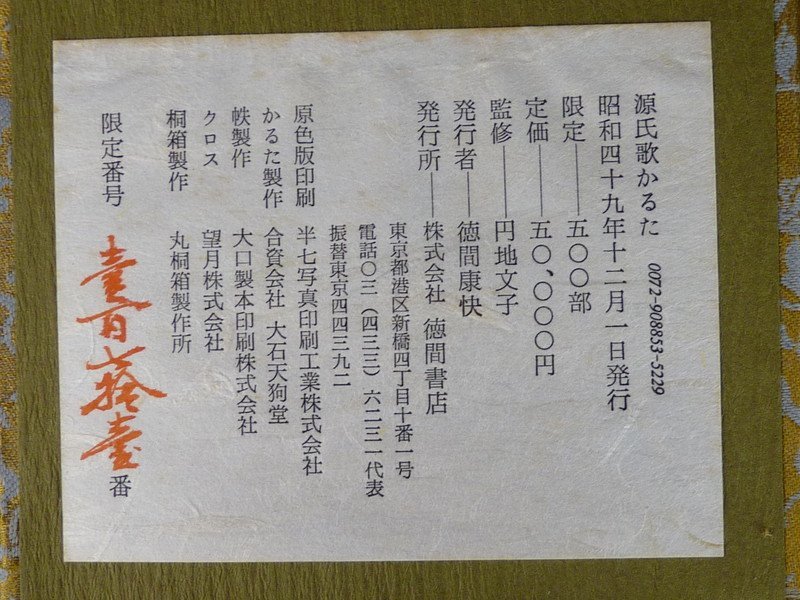 源氏歌かるた 0072-908853-5229
昭和四十九年十二月一日発行
限定――五〇〇部
定価――五〇、〇〇〇円
監修――円地文子
発行者――徳間康快
発行所――株式会社 徳間書店
東京都港区新橋四丁目十番一号
電話〇三(四三三)六二三一代表
振替東京四四三九二
原色版印刷 半七写真印刷工業株式会社
かるた製作 合資会社 大石天狗堂
帙製作 大口製本印刷株式会社
クロス 望月株式会社
桐箱製作 丸桐箱製作所
限定番号 壹百七拾壹番